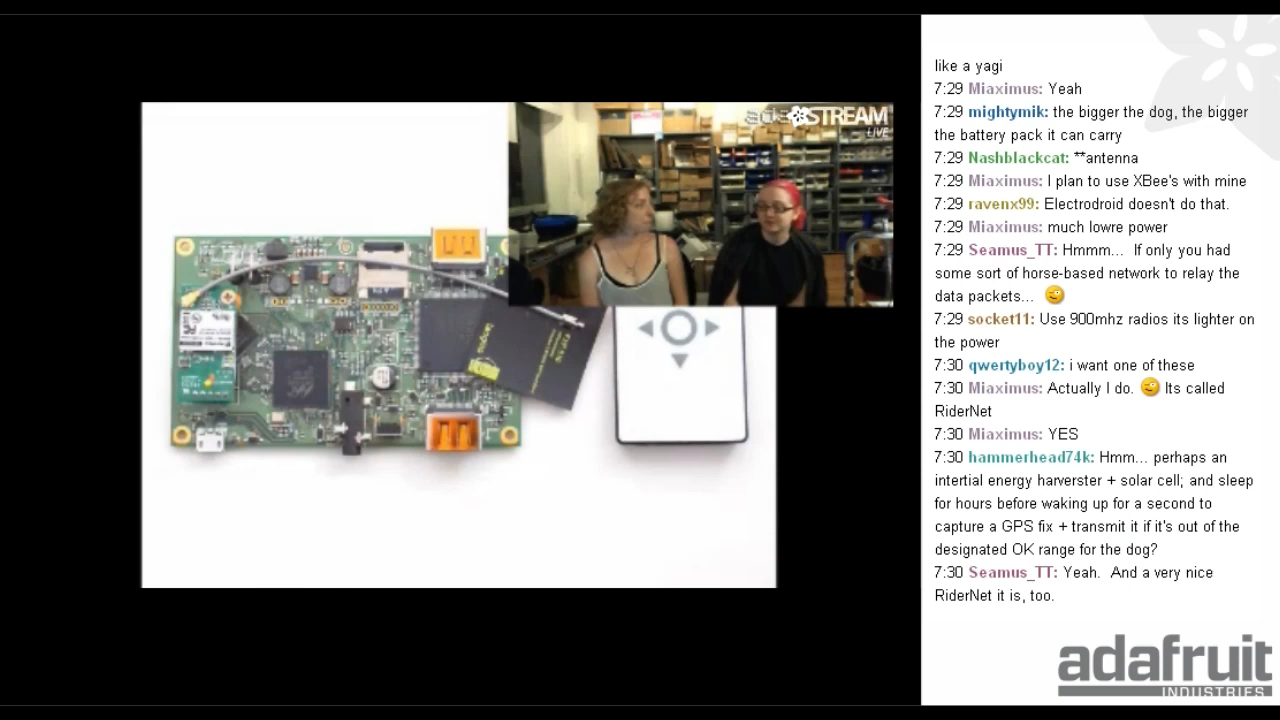 STREAM
LIVE
like a yagi
7:29 Miaximus: Yeah
7:29 mightymik: the bigger the dog, the bigger
the battery pack it can carry
7:29 Nashblackcat: **antenna
7:29 Miaximus: I plan to use XBee's with mine
7:29 ravenx99: Electrodroid doesn't do that.
7:29 Miaximus: much lowre power
7:29 Seamus_TT: Hmmm... If only you had
some sort of horse-based network to relay the
data packets...
7:29 socket11: Use 900mhz radios its lighter on
the power
7:30 qwertyboy12: i want one of these
7:30 Miaximus: Actually I do. Its called
RiderNet
7:30 Miaximus: YES
7:30 hammerhead74k: Hmm... perhaps an
intertial energy harverster + solar cell; and sleep
for hours before waking up for a second to
capture a GPS fix + transmit it if it's out of the
designated OK range for the dog?
7:30 Seamus_TT: Yeah. And a very nice
RiderNet it is, too.
adafruit
INDUSTRIES